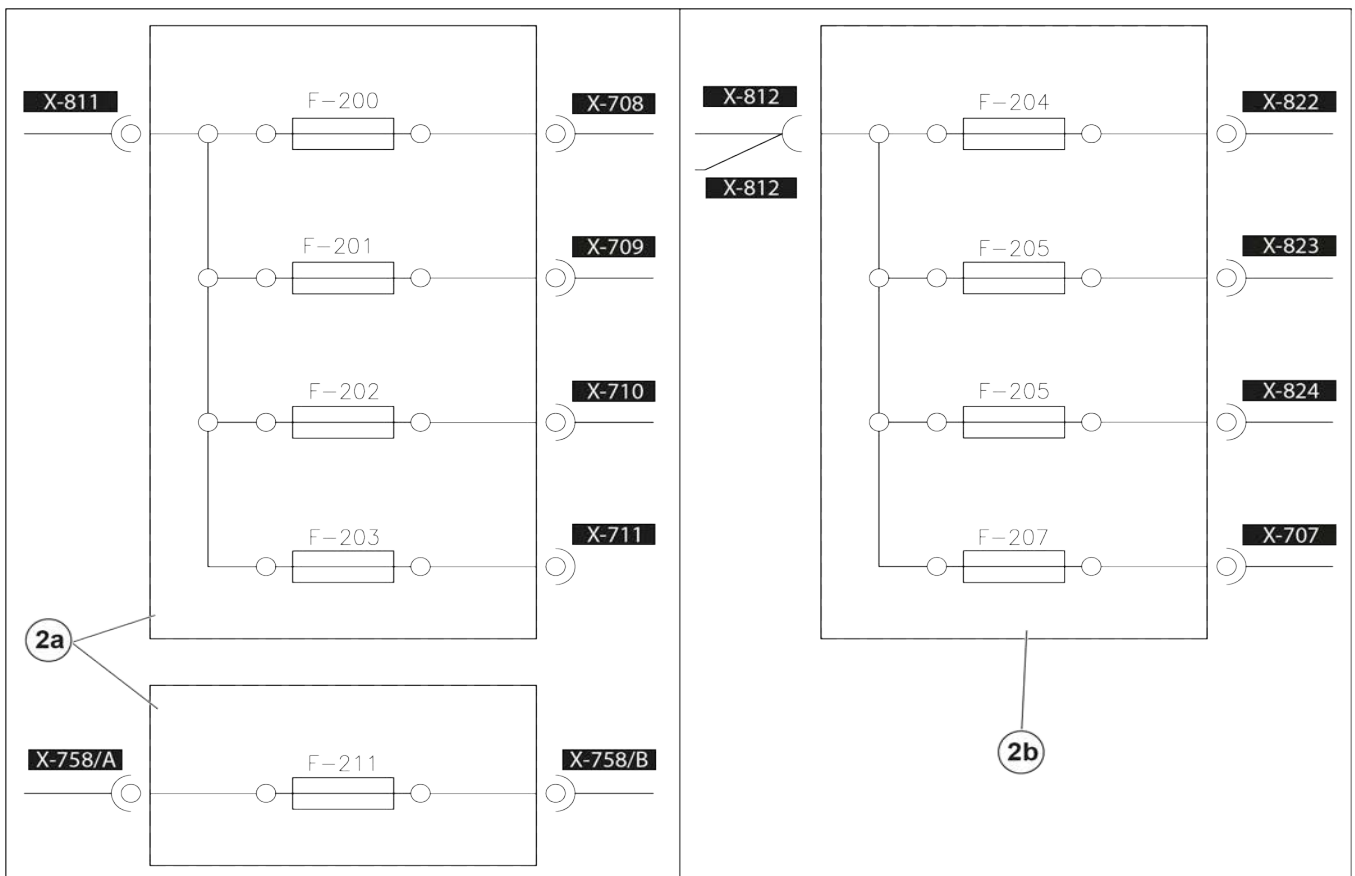 X-811
F-200
X-708
F-201
X-709
F-202
X-710
F-203
X-711
2a
X-758/A
F-211
X-758/B
X-812
X-812
F-204
X-822
F-205
X-823
F-205
X-824
F-207
X-707
2b